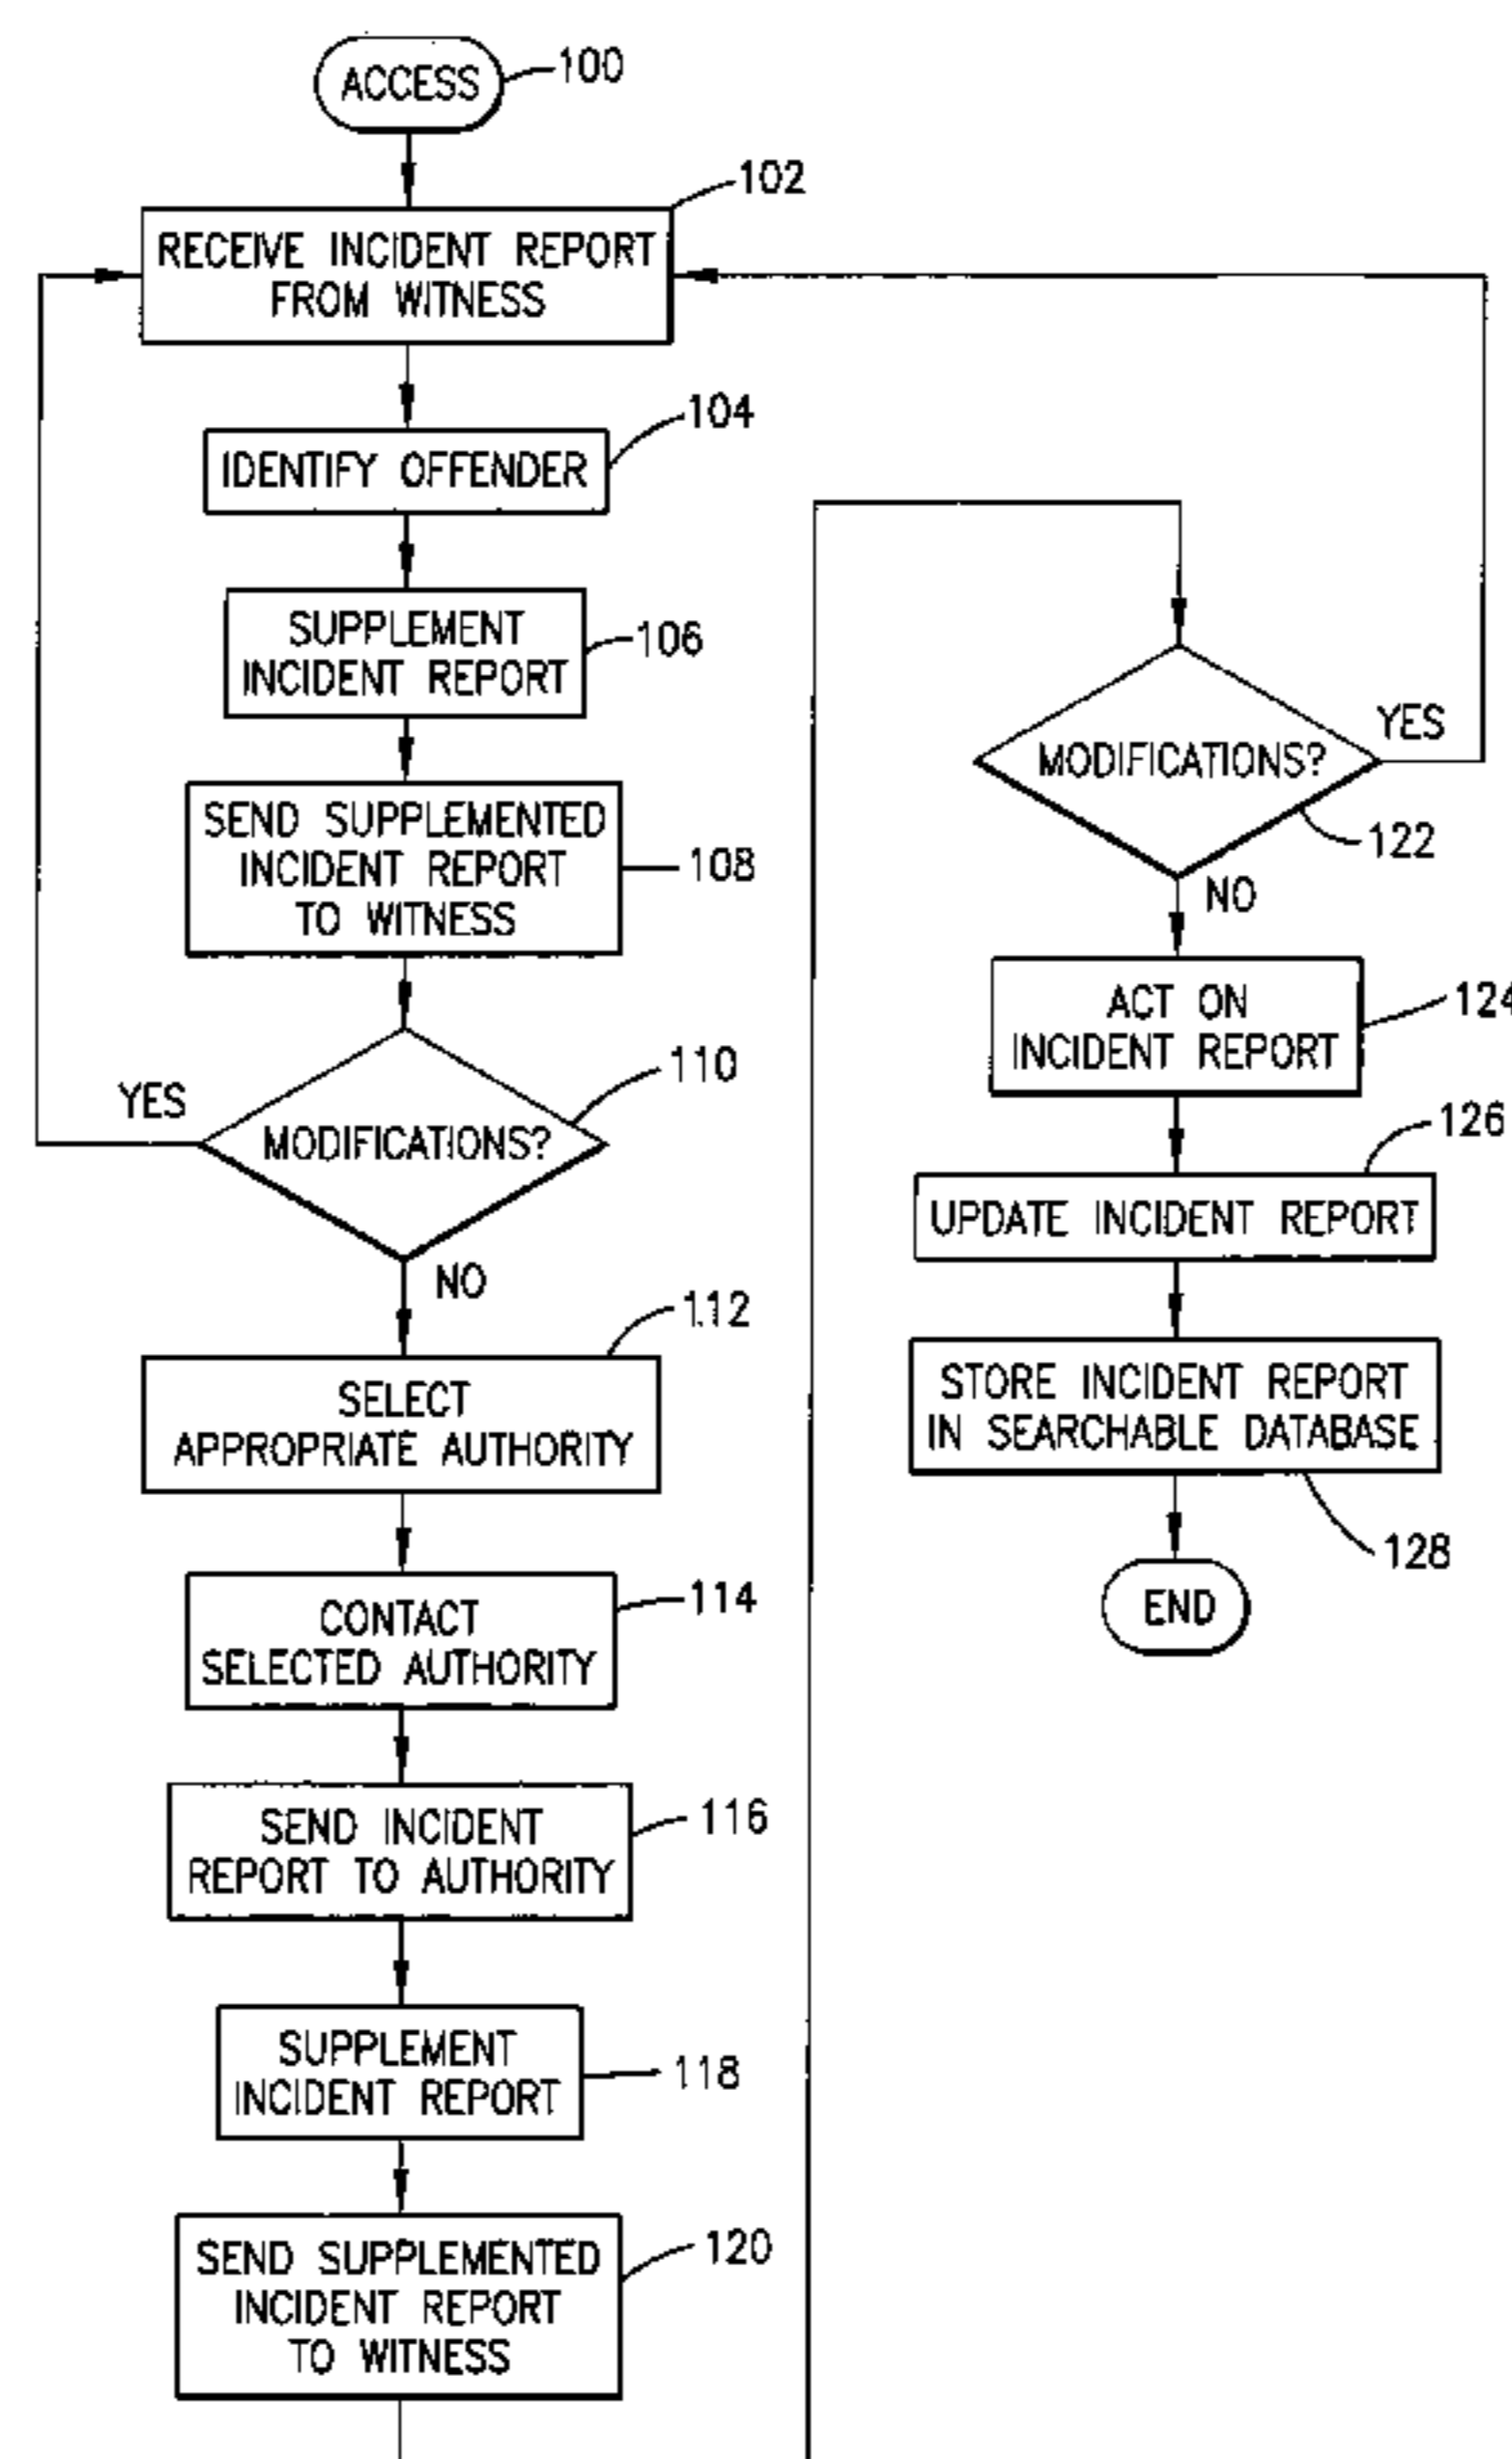 ACCESS
100
102
RECEIVE INCIDENT REPORT
FROM WITNESS
104
IDENTIFY OFFENDER
SUPPLEMENT
INCIDENT REPORT
106
SEND SUPPLEMENTED
INCIDENT REPORT
TO WITNESS
108
110
YES
MODIFICATIONS?
NO
112
SELECT
APPROPRIATE AUTHORITY
114
CONTACT
SELECTED AUTHORITY
116
SEND INCIDENT
REPORT TO AUTHORITY
SUPPLEMENT
INCIDENT REPORT
118
120
SEND SUPPLEMENTED
INCIDENT REPORT
TO WITNESS
YES
MODIFICATIONS?
122
NO
124
ACT ON
INCIDENT REPORT
126
UPDATE INCIDENT REPORT
STORE INCIDENT REPORT
IN SEARCHABLE DATABASE
128
END